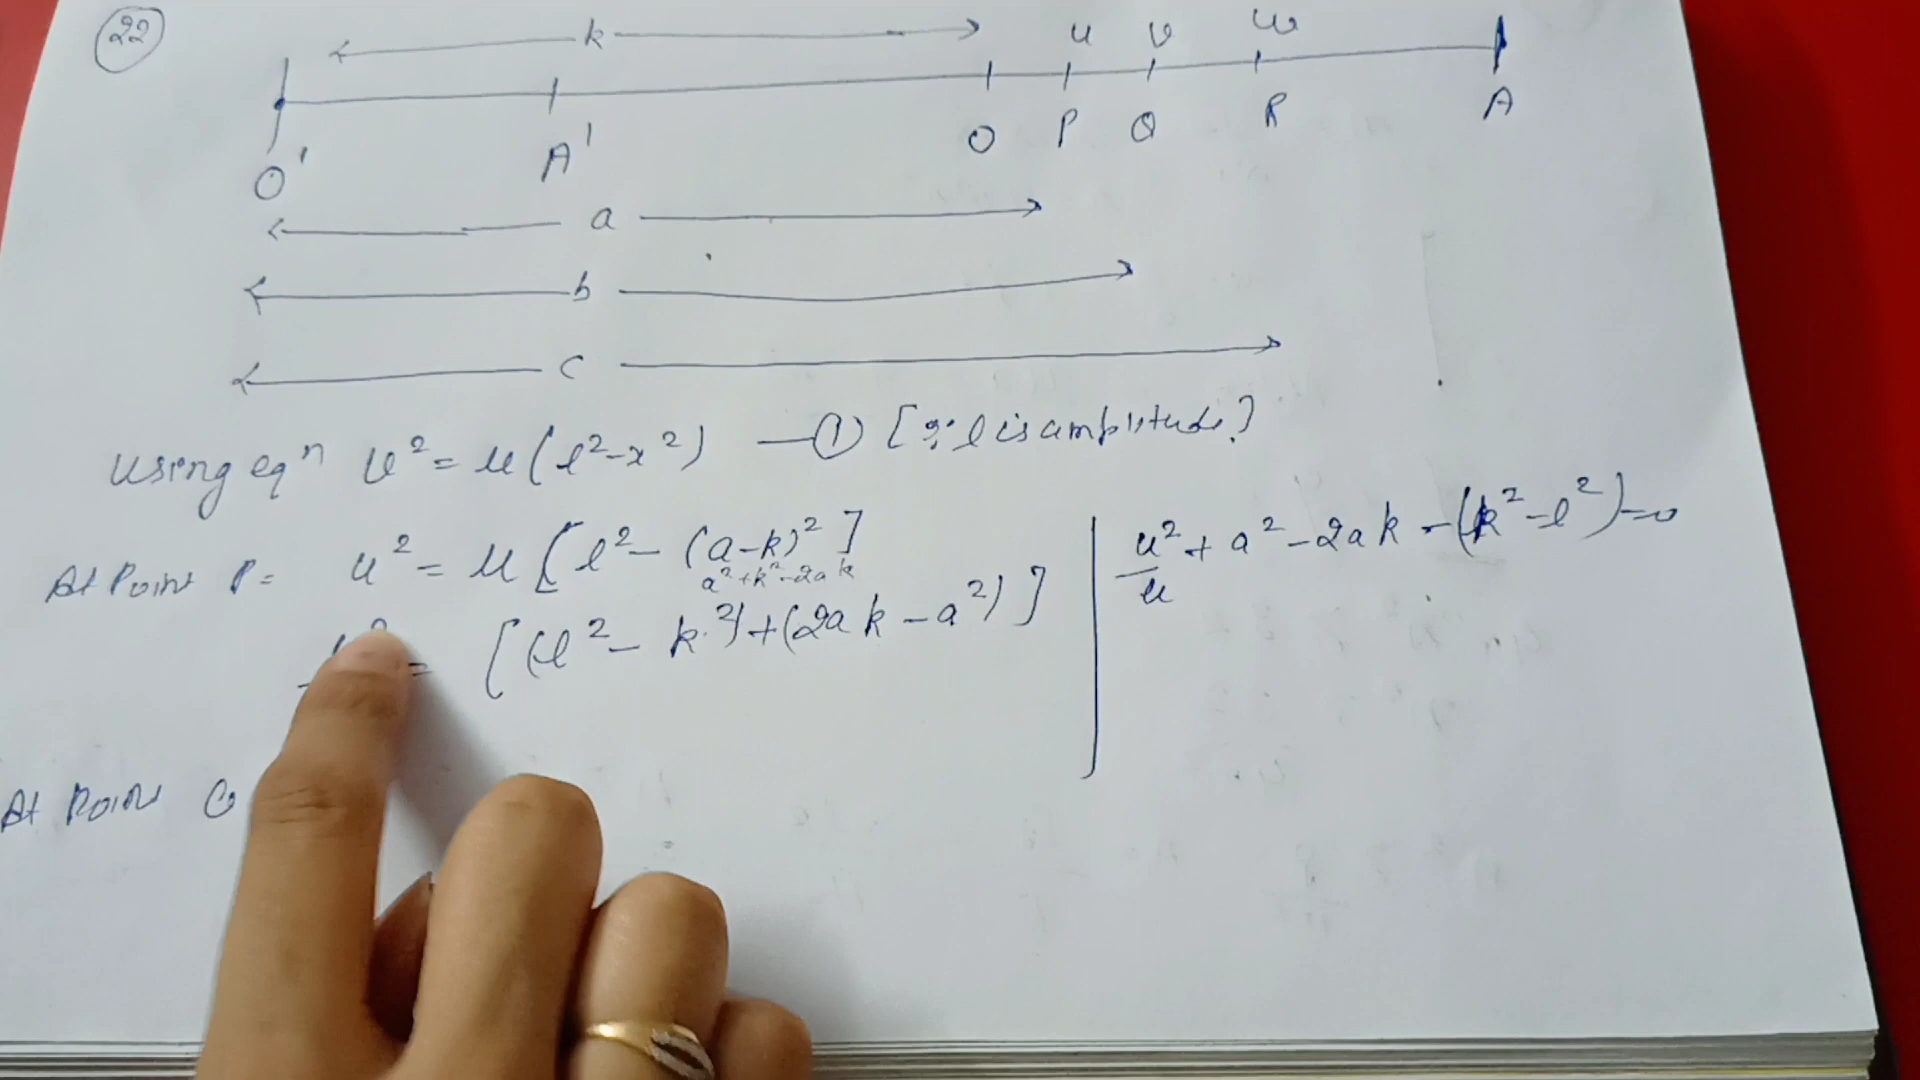 22
k u v w
O' A' O P Q R A
a
b
c
Using eqⁿ v² = μ(l²-x²) —① [∵ l is amplitude]
At Point P = u² = μ[l² - (a-k)²]
a²+k²-2ak
= [(l² - k²)+(2ak - a²)]
u²/μ + a² - 2ak - (k²-l²)=0
At Point Q